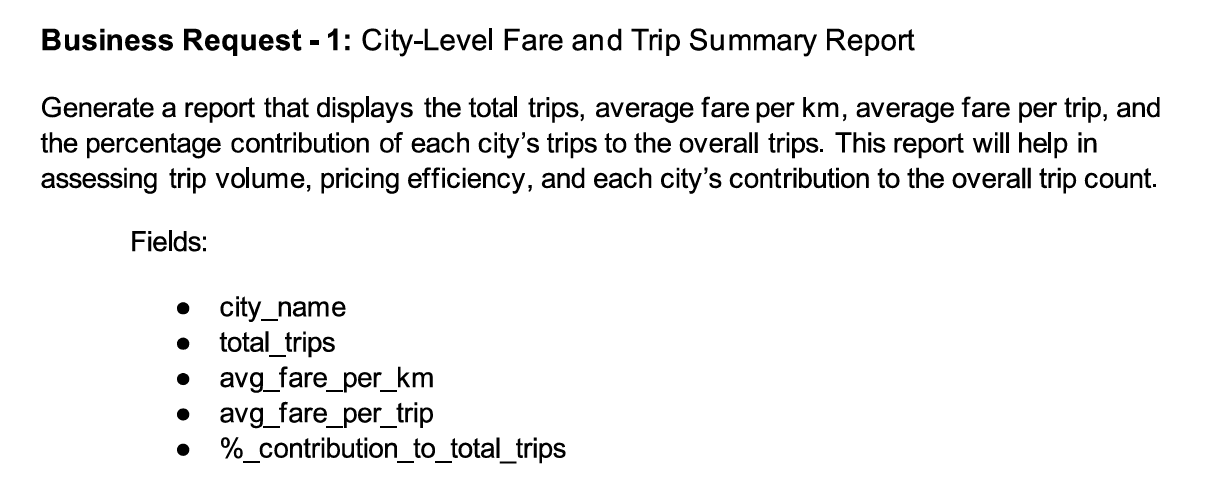 Business Request - 1: City-Level Fare and Trip Summary Report
Generate a report that displays the total trips, average fare per km, average fare per trip, and
the percentage contribution of each city’s trips to the overall trips. This report will help in
assessing trip volume, pricing efficiency, and each city’s contribution to the overall trip count.
Fields:
● city_name
● total_trips
● avg_fare_per_km
● avg_fare_per_trip
● %_contribution_to_total_trips